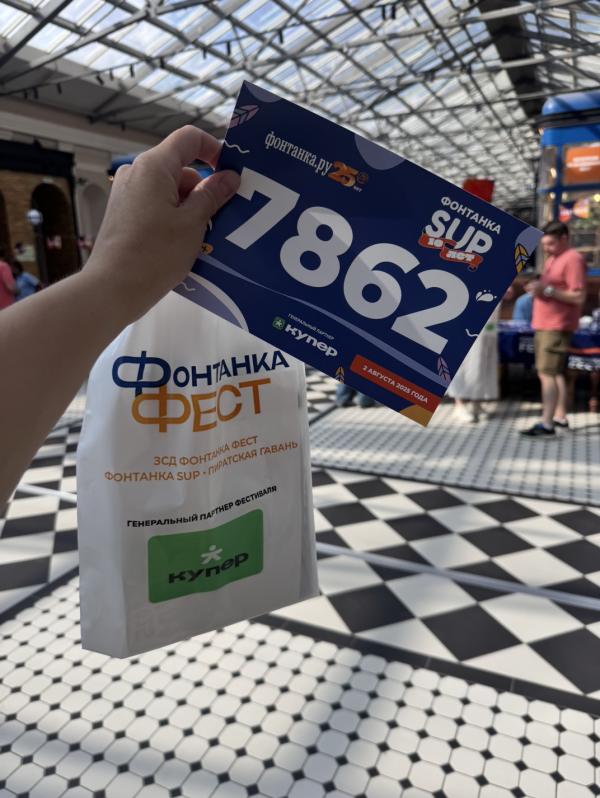 фонтанка.ру 25 лет
ФОНТАНКА
SUP
10 ЛЕТ
7862
ГЕНЕРАЛЬНЫЙ ПАРТНЕР
купер
2 АВГУСТА 2025 ГОДА
ФОНТАНКА
ФЕСТ
ЗСД ФОНТАНКА ФЕСТ
ФОНТАНКА SUP • ПИРАТСКАЯ ГАВАНЬ
ГЕНЕРАЛЬНЫЙ ПАРТНЕР ФЕСТИВАЛЯ
купер